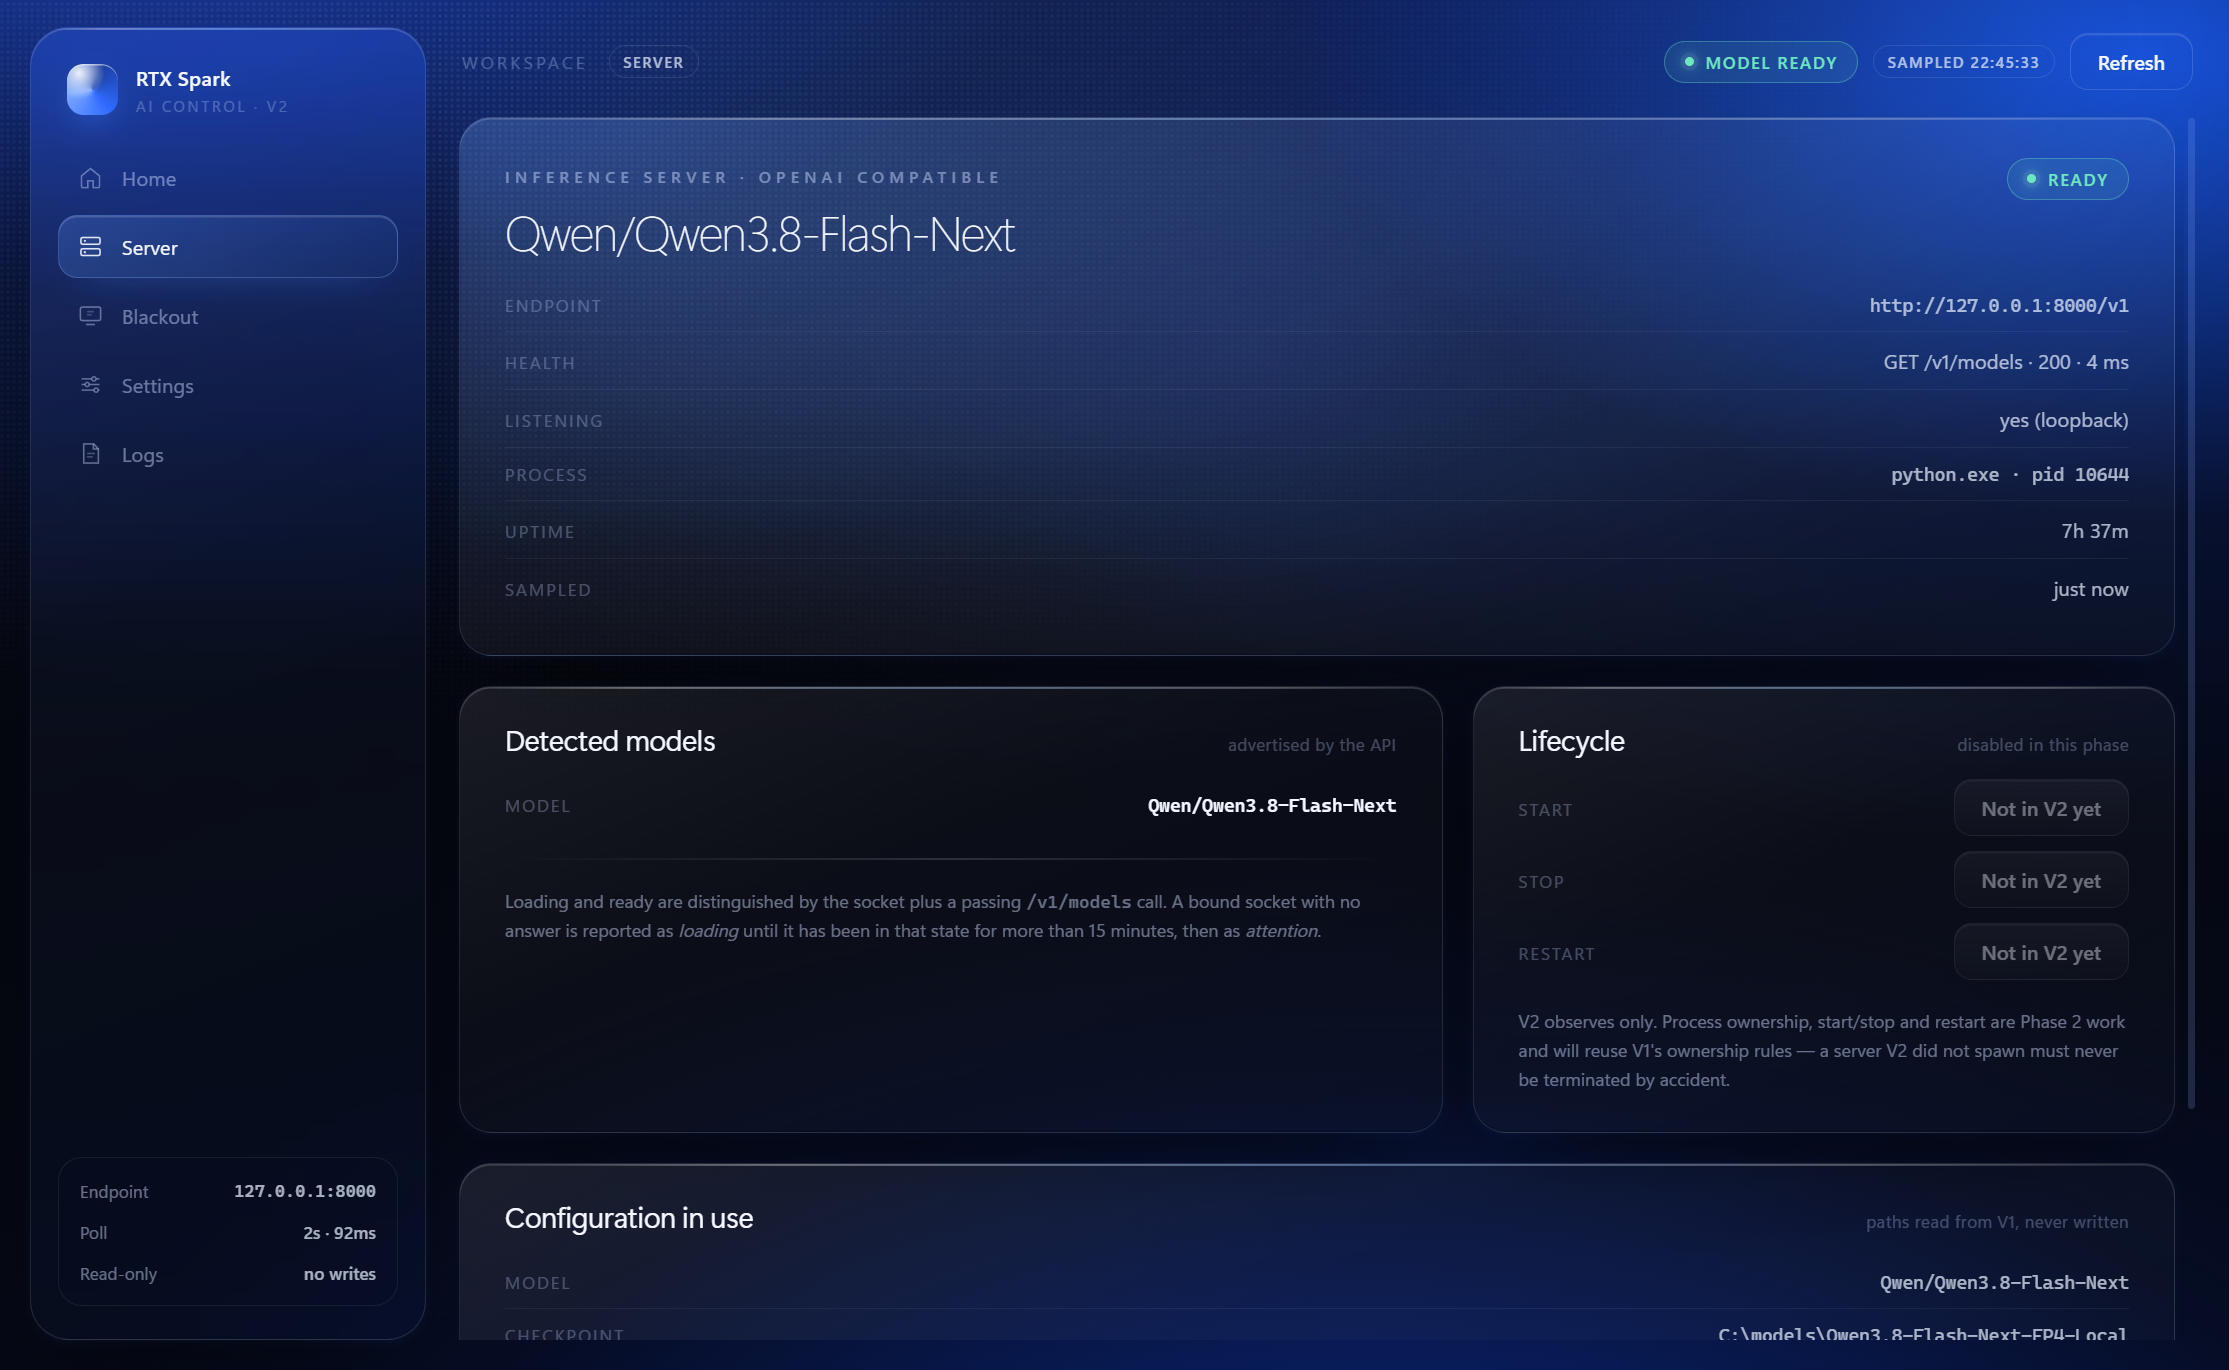 RTX Spark
AI CONTROL · V2
Home
Server
Blackout
Settings
Logs
Endpoint 127.0.0.1:8000
Poll 2s · 92ms
Read-only no writes
WORKSPACE SERVER
MODEL READY SAMPLED 22:45:33 Refresh
INFERENCE SERVER · OPENAI COMPATIBLE
READY
Qwen/Qwen3.8-Flash-Next
ENDPOINT http://127.0.0.1:8000/v1
HEALTH GET /v1/models · 200 · 4 ms
LISTENING yes (loopback)
PROCESS python.exe · pid 10644
UPTIME 7h 37m
SAMPLED just now
Detected models advertised by the API
MODEL Qwen/Qwen3.8-Flash-Next
Loading and ready are distinguished by the socket plus a passing /v1/models call. A bound socket with no
answer is reported as loading until it has been in that state for more than 15 minutes, then as attention.
Lifecycle disabled in this phase
START Not in V2 yet
STOP Not in V2 yet
RESTART Not in V2 yet
V2 observes only. Process ownership, start/stop and restart are Phase 2 work
and will reuse V1's ownership rules — a server V2 did not spawn must never
be terminated by accident.
Configuration in use paths read from V1, never written
MODEL Qwen/Qwen3.8-Flash-Next
CHECKPOINT C:\models\Qwen3.8-Flash-Next-FP4-Local